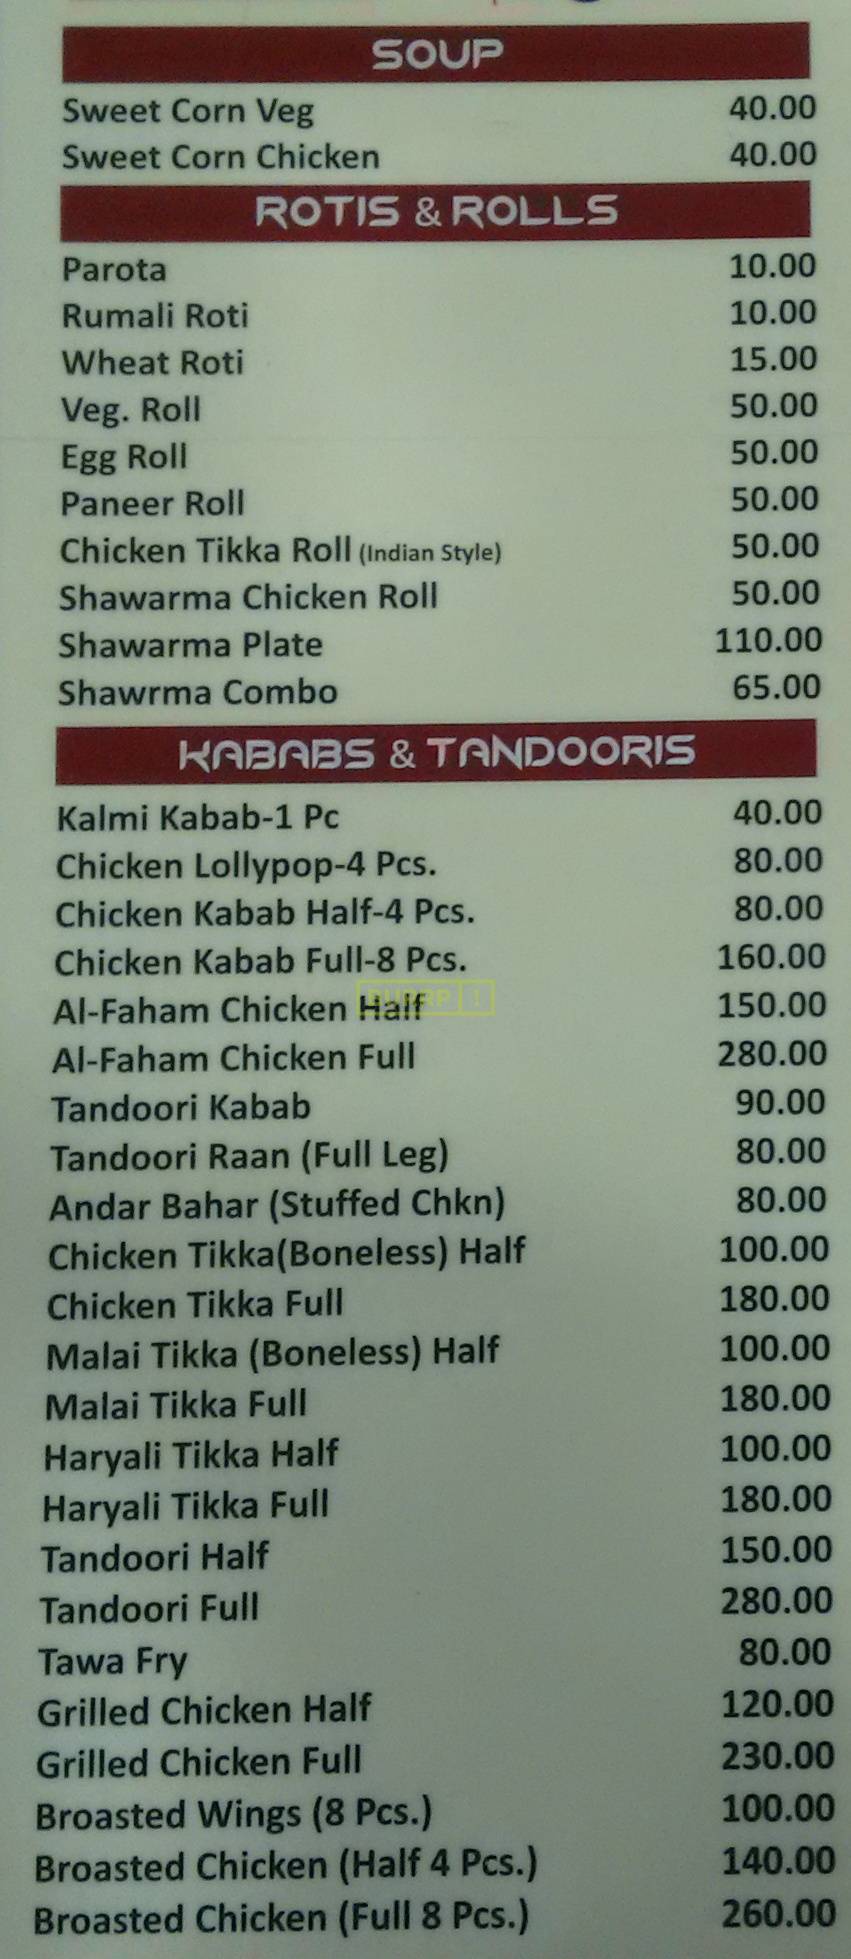 SOUP
Sweet Corn Veg 40.00
Sweet Corn Chicken 40.00
ROTIS & ROLLS
Parota 10.00
Rumali Roti 10.00
Wheat Roti 15.00
Veg. Roll 50.00
Egg Roll 50.00
Paneer Roll 50.00
Chicken Tikka Roll (Indian Style) 50.00
Shawarma Chicken Roll 50.00
Shawarma Plate 110.00
Shawrma Combo 65.00
KABABS & TANDOORIS
Kalmi Kabab-1 Pc 40.00
Chicken Lollypop-4 Pcs. 80.00
Chicken Kabab Half-4 Pcs. 80.00
Chicken Kabab Full-8 Pcs. 160.00
Al-Faham Chicken Half 150.00
BURRP !
Al-Faham Chicken Full 280.00
Tandoori Kabab 90.00
Tandoori Raan (Full Leg) 80.00
Andar Bahar (Stuffed Chkn) 80.00
Chicken Tikka(Boneless) Half 100.00
Chicken Tikka Full 180.00
Malai Tikka (Boneless) Half 100.00
Malai Tikka Full 180.00
Haryali Tikka Half 100.00
Haryali Tikka Full 180.00
Tandoori Half 150.00
Tandoori Full 280.00
Tawa Fry 80.00
Grilled Chicken Half 120.00
Grilled Chicken Full 230.00
Broasted Wings (8 Pcs.) 100.00
Broasted Chicken (Half 4 Pcs.) 140.00
Broasted Chicken (Full 8 Pcs.) 260.00